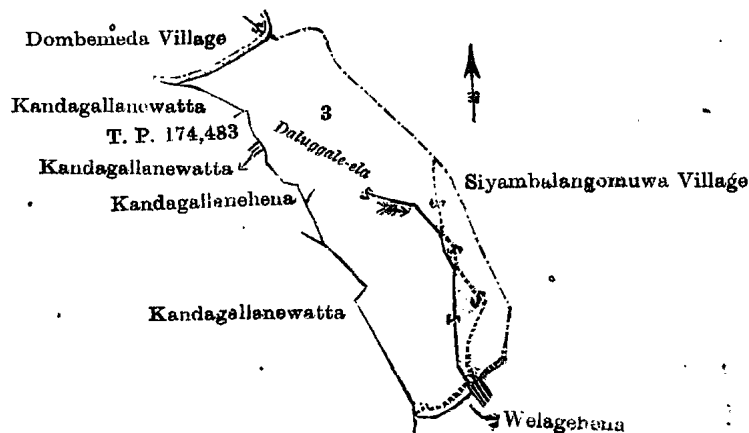 Dombemeda Village
Kandagallanewatta
T. P. 174,483
Kandagallanewatta
Kandagallanehena
Kandagallanewatta
3
Daluggale-ela
Siyambalangomuwa Village
Welagehena